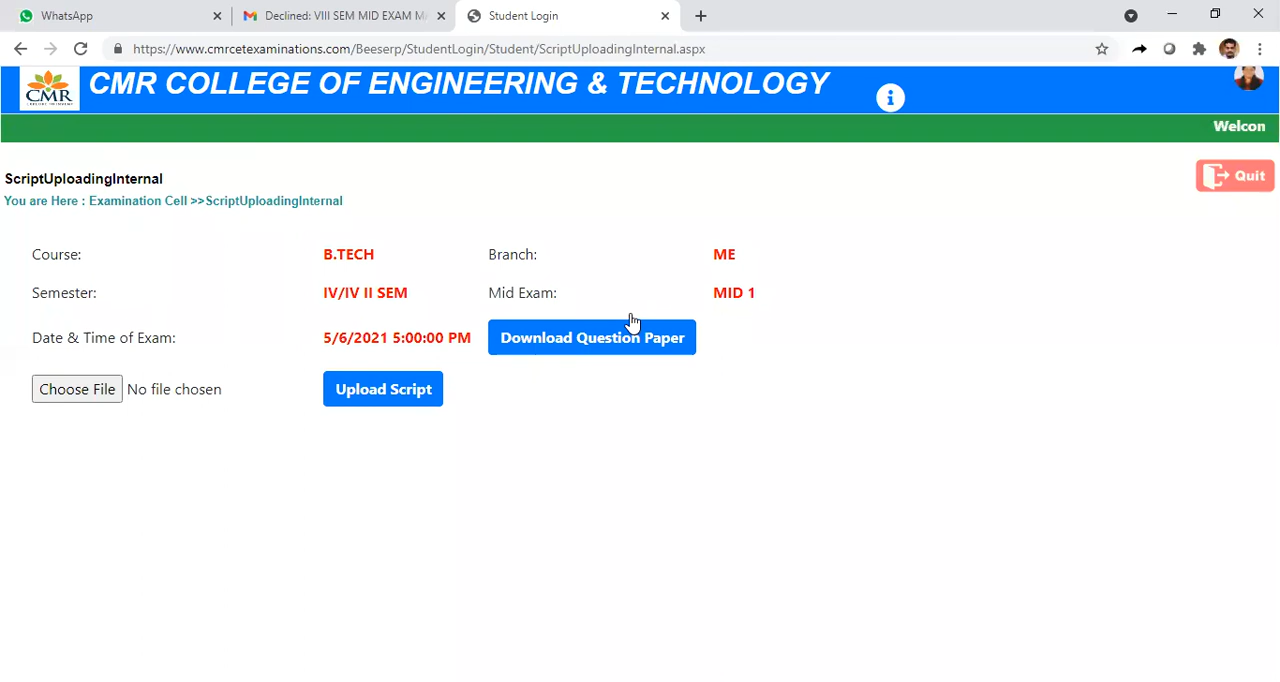 WhatsApp
Declined: VIII SEM MID EXAM M
Student Login
https://www.cmrcetexaminations.com/Beeserp/StudentLogin/Student/ScriptUploadingInternal.aspx
CMR
CMR COLLEGE OF ENGINEERING & TECHNOLOGY
Welcon
ScriptUploadingInternal
Quit
You are Here : Examination Cell >>ScriptUploadingInternal
Course: B.TECH Branch: ME
Semester: IV/IV II SEM Mid Exam: MID 1
Date & Time of Exam: 5/6/2021 5:00:00 PM Download Question Paper
Choose File No file chosen Upload Script